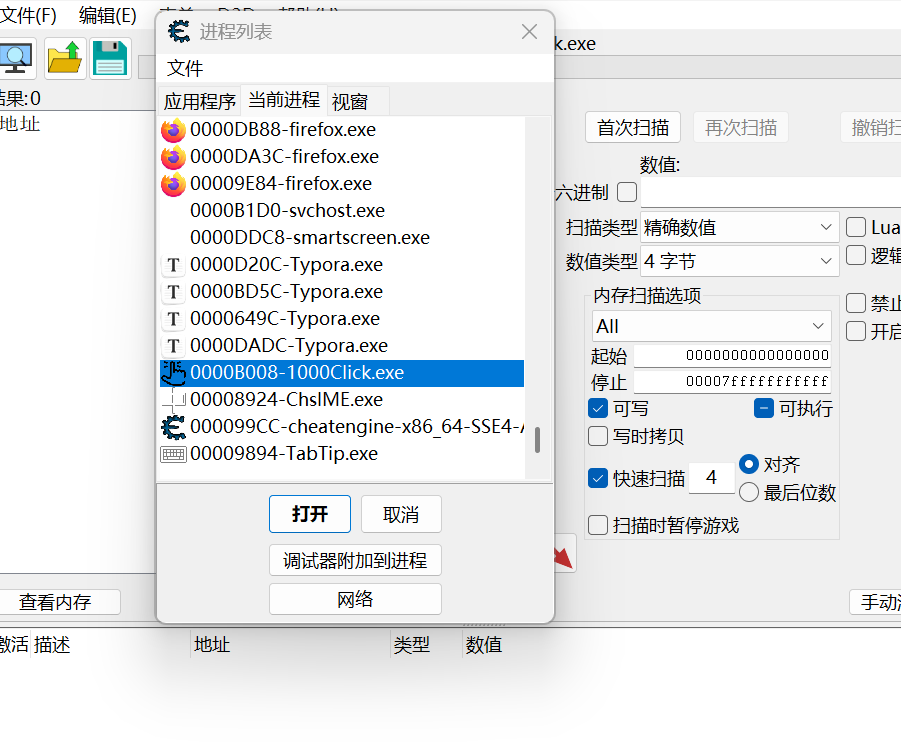 文件(F) 编辑(E)
进程列表
k.exe
文件
结果:0
应用程序 当前进程 视窗
地址
0000DB88-firefox.exe
0000DA3C-firefox.exe
00009E84-firefox.exe
0000B1D0-svchost.exe
0000DDC8-smartscreen.exe
0000D20C-Typora.exe
0000BD5C-Typora.exe
0000649C-Typora.exe
0000DADC-Typora.exe
0000B008-1000Click.exe
00008924-ChsIME.exe
000099CC-cheatengine-x86_64-SSE4-A
00009894-TabTip.exe
打开 取消
调试器附加到进程
网络
首次扫描 再次扫描 撤销扫
数值:
六进制
扫描类型 精确数值 Lua
数值类型 4 字节 逻辑
内存扫描选项
禁止
All
开启
起始 0000000000000000
停止 00007fffffffffff
可写 可执行
写时拷贝
快速扫描 4 对齐
最后位数
扫描时暂停游戏
查看内存 手动
激活 描述 地址 类型 数值